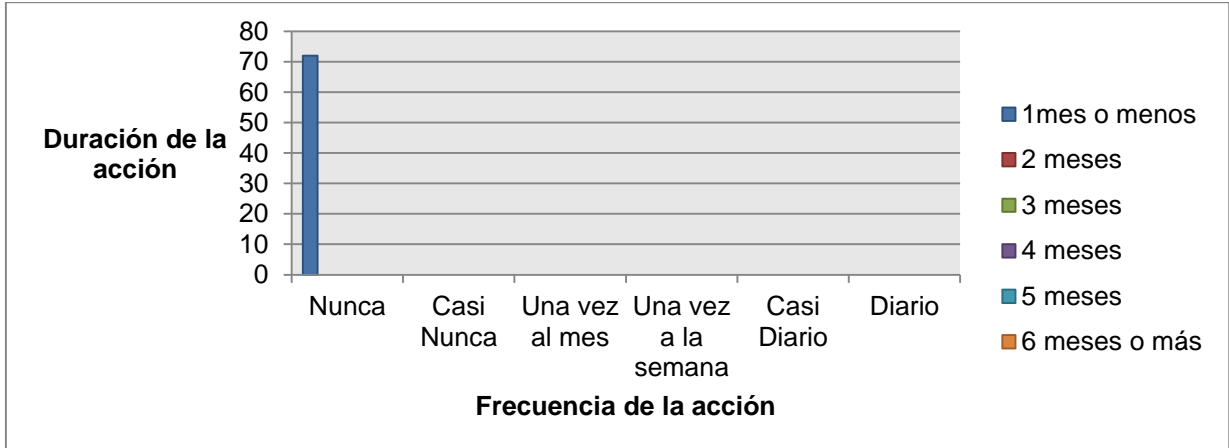 80
70
60
50
40
30
20
10
0
Duración de la
acción
Nunca
Casi
Nunca
Una vez
al mes
Una vez
a la
semana
Casi
Diario
Diario
Frecuencia de la acción
1mes o menos
2 meses
3 meses
4 meses
5 meses
6 meses o más